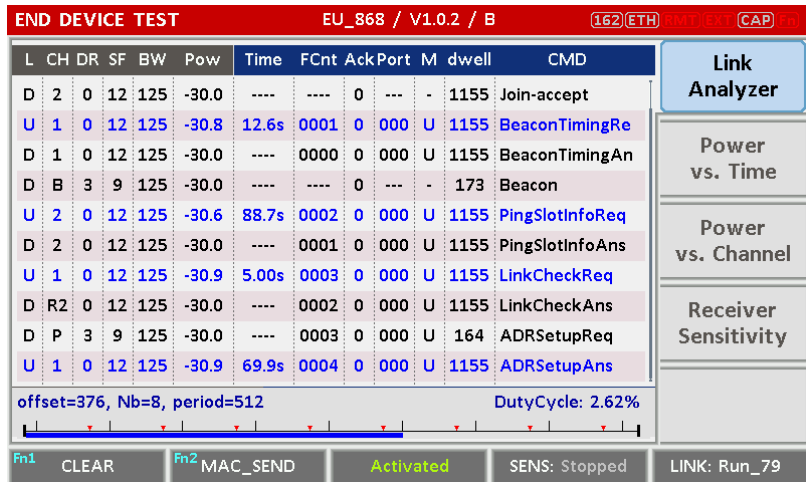 END DEVICE TEST EU_868 / V1.0.2 / B 162 ETH RMT EXT CAP Fn
L CH DR SF BW Pow Time FCnt Ack Port M dwell CMD
D 2 0 12 125 -30.0 ---- ---- 0 --- - 1155 Join-accept
U 1 0 12 125 -30.8 12.6s 0001 0 000 U 1155 BeaconTimingRe
D 1 0 12 125 -30.0 ---- 0000 0 000 U 1155 BeaconTimingAn
D B 3 9 125 -30.0 ---- ---- 0 --- - 173 Beacon
U 2 0 12 125 -30.6 88.7s 0002 0 000 U 1155 PingSlotInfoReq
D 2 0 12 125 -30.0 ---- 0001 0 000 U 1155 PingSlotInfoAns
U 1 0 12 125 -30.9 5.00s 0003 0 000 U 1155 LinkCheckReq
D R2 0 12 125 -30.0 ---- 0002 0 000 U 1155 LinkCheckAns
D P 3 9 125 -30.0 ---- 0003 0 000 U 164 ADRSetupReq
U 1 0 12 125 -30.9 69.9s 0004 0 000 U 1155 ADRSetupAns
offset=376, Nb=8, period=512 DutyCycle: 2.62%
Link
Analyzer
Power
vs. Time
Power
vs. Channel
Receiver
Sensitivity
Fn1 CLEAR Fn2 MAC_SEND Activated SENS: Stopped LINK: Run_79